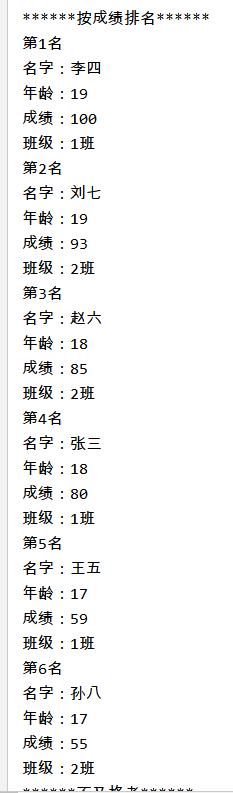 ******按成绩排名******
第1名
名字：李四
年龄：19
成绩：100
班级：1班
第2名
名字：刘七
年龄：19
成绩：93
班级：2班
第3名
名字：赵六
年龄：18
成绩：85
班级：2班
第4名
名字：张三
年龄：18
成绩：80
班级：1班
第5名
名字：王五
年龄：17
成绩：59
班级：1班
第6名
名字：孙八
年龄：17
成绩：55
班级：2班
******不及格者******